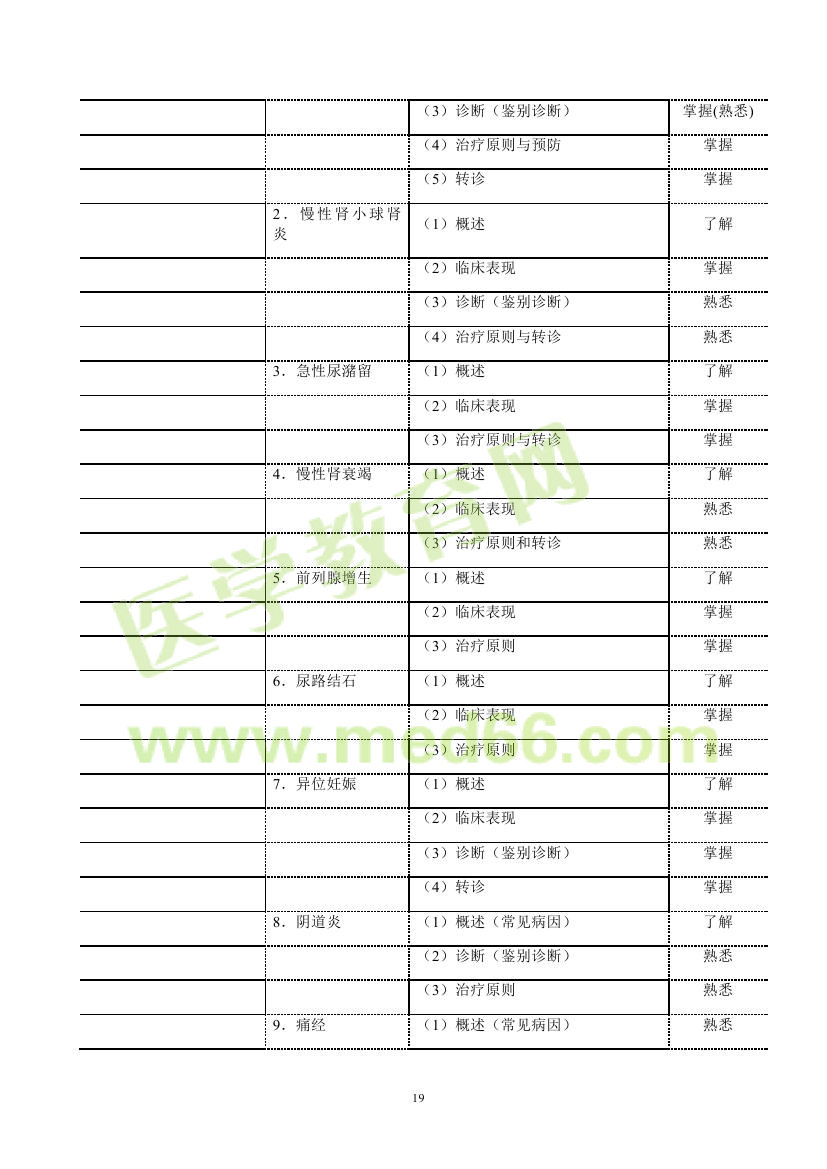 （3）诊断（鉴别诊断） 掌握(熟悉)
（4）治疗原则与预防 掌握
（5）转诊 掌握
2．慢性肾小球肾
炎 （1）概述 了解
（2）临床表现 掌握
（3）诊断（鉴别诊断） 熟悉
（4）治疗原则与转诊 熟悉
3．急性尿潴留 （1）概述 了解
（2）临床表现 掌握
（3）治疗原则与转诊 掌握
4．慢性肾衰竭 （1）概述 了解
（2）临床表现 熟悉
（3）治疗原则和转诊 熟悉
5．前列腺增生 （1）概述 了解
（2）临床表现 掌握
（3）治疗原则 掌握
6．尿路结石 （1）概述 了解
（2）临床表现 掌握
（3）治疗原则 掌握
7．异位妊娠 （1）概述 了解
（2）临床表现 掌握
（3）诊断（鉴别诊断） 掌握
（4）转诊 掌握
8．阴道炎 （1）概述（常见病因） 了解
（2）诊断（鉴别诊断） 熟悉
（3）治疗原则 熟悉
9．痛经 （1）概述（常见病因） 熟悉
医学教育网
www.med66.com
19